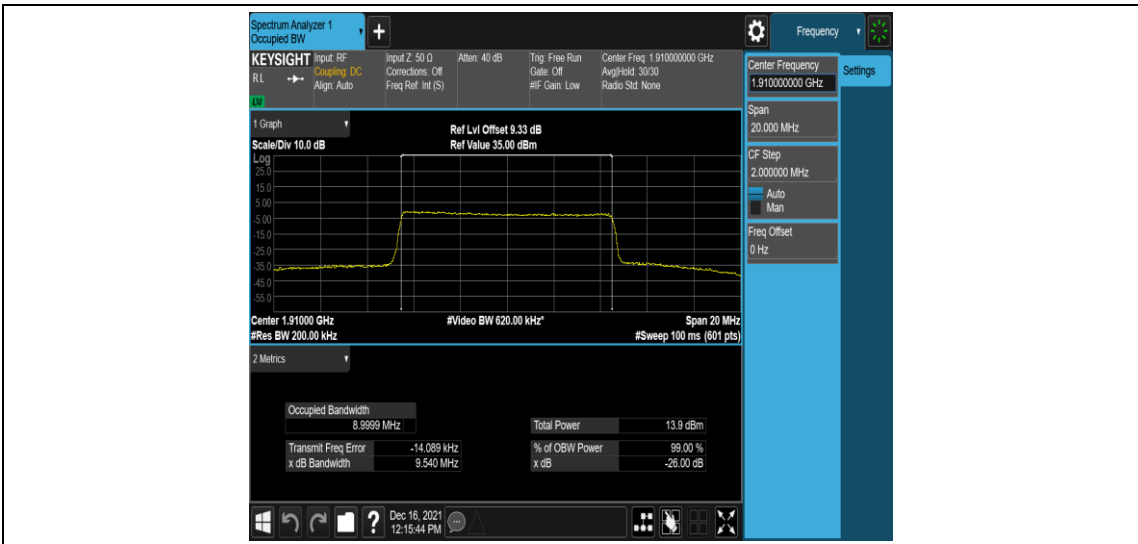 Spectrum Analyzer 1
Occupied BW
+
Frequency
KEYSIGHT
RL
LXI
Input: RF
Coupling: DC
Align: Auto
Input Z: 50 Ω
Corrections: Off
Freq Ref: Int (S)
Atten: 40 dB
Trig: Free Run
Gate: Off
#IF Gain: Low
Center Freq: 1.910000000 GHz
Avg|Hold: 30/30
Radio Std: None
Center Frequency
1.910000000 GHz
Settings
Span
20.000 MHz
CF Step
2.000000 MHz
Auto
Man
Freq Offset
0 Hz
1 Graph
Scale/Div 10.0 dB
Ref Lvl Offset 9.33 dB
Ref Value 35.00 dBm
Log
25.0
15.0
5.00
-5.00
-15.0
-25.0
-35.0
-45.0
-55.0
Center 1.91000 GHz
#Video BW 620.00 kHz*
Span 20 MHz
#Res BW 200.00 kHz
#Sweep 100 ms (601 pts)
2 Metrics
Occupied Bandwidth
8.9999 MHz
Total Power 13.9 dBm
Transmit Freq Error -14.089 kHz
% of OBW Power 99.00 %
x dB Bandwidth 9.540 MHz
x dB -26.00 dB
?
Dec 16, 2021
12:15:44 PM